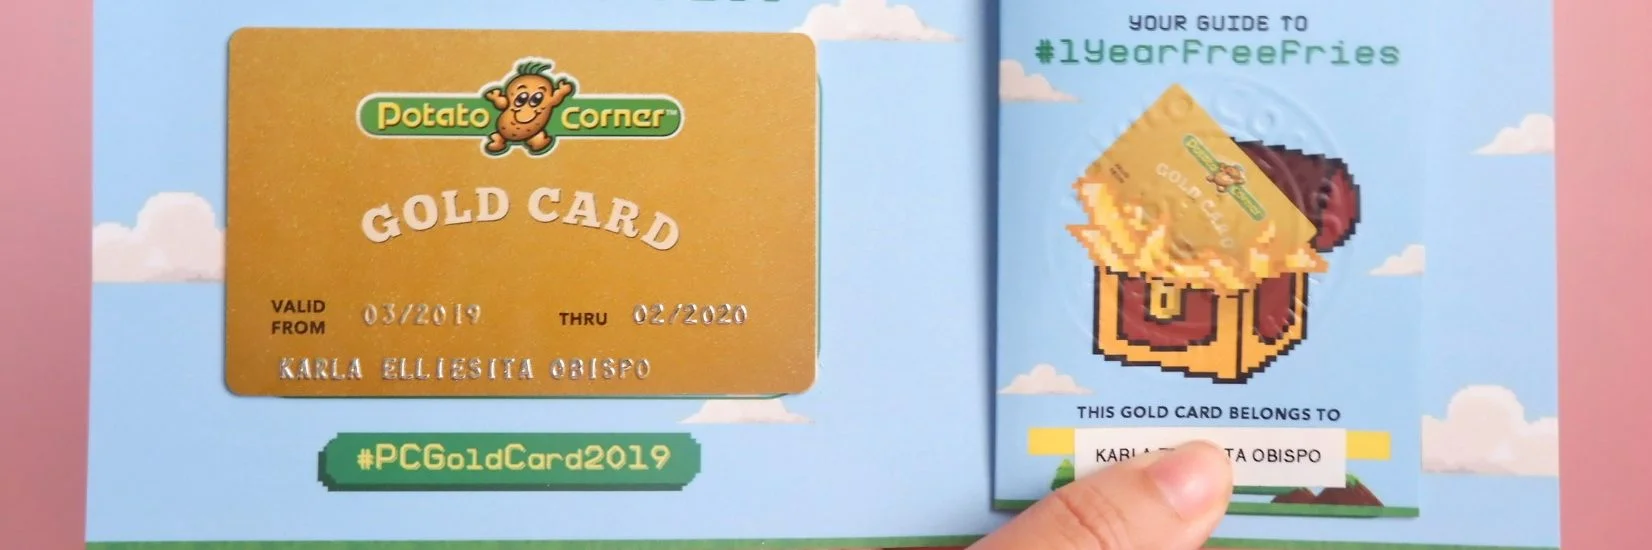 Potato Corner™
GOLD CARD
VALID FROM 03/2019 THRU 02/2020
KARLA ELLIESITA OBISPO
#PCGoldCard2019
YOUR GUIDE TO
#1YearFreeFries
Potato Corner
GOLD CARD
THIS GOLD CARD BELONGS TO
KARLA TA OBISPO